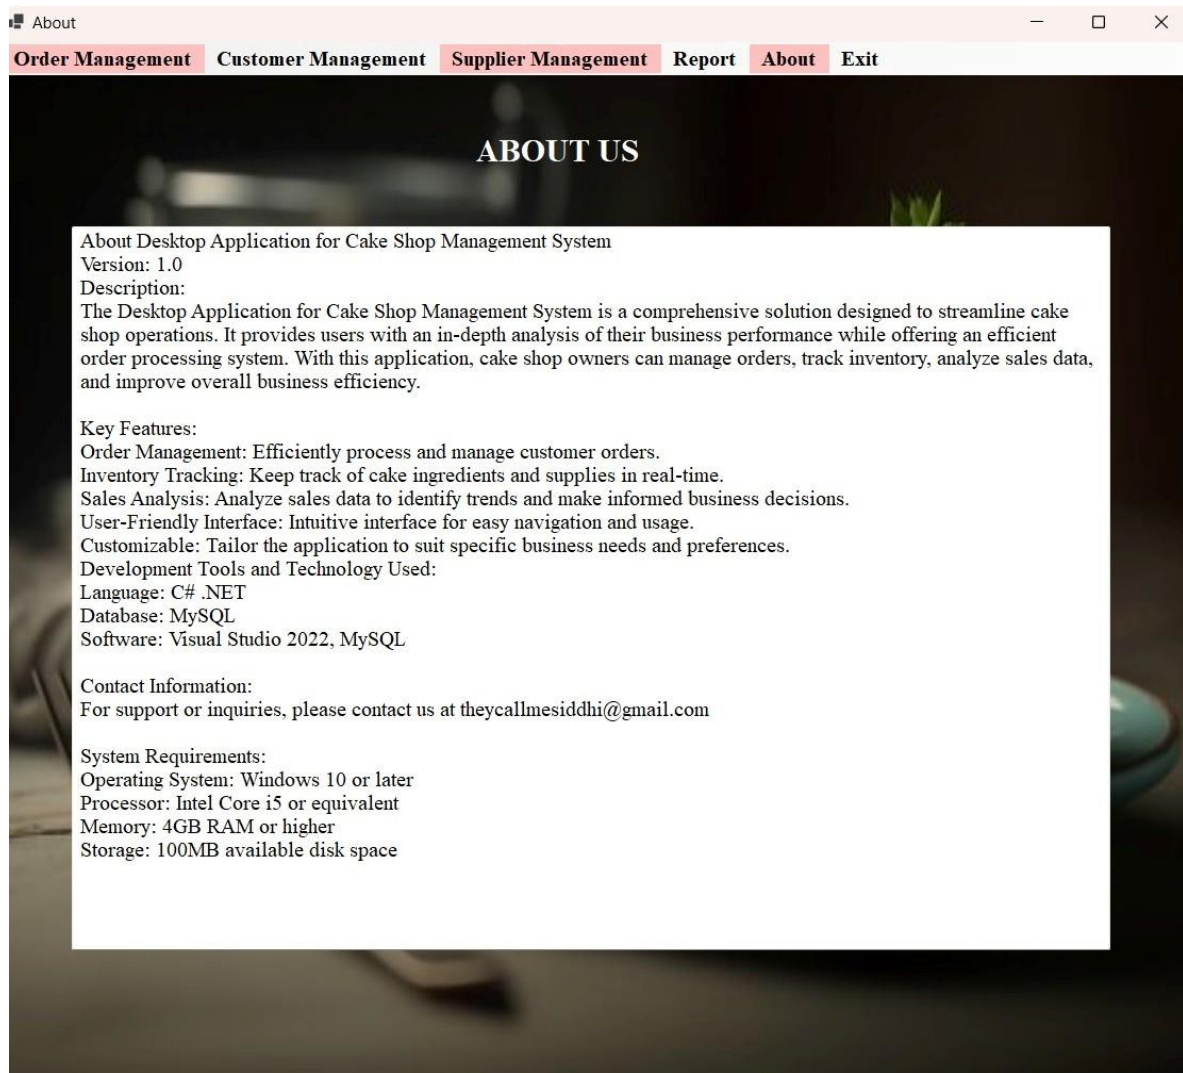 About
Order Management Customer Management Supplier Management Report About Exit
ABOUT US
About Desktop Application for Cake Shop Management System
Version: 1.0
Description:
The Desktop Application for Cake Shop Management System is a comprehensive solution designed to streamline cake
shop operations. It provides users with an in-depth analysis of their business performance while offering an efficient
order processing system. With this application, cake shop owners can manage orders, track inventory, analyze sales data,
and improve overall business efficiency.
Key Features:
Order Management: Efficiently process and manage customer orders.
Inventory Tracking: Keep track of cake ingredients and supplies in real-time.
Sales Analysis: Analyze sales data to identify trends and make informed business decisions.
User-Friendly Interface: Intuitive interface for easy navigation and usage.
Customizable: Tailor the application to suit specific business needs and preferences.
Development Tools and Technology Used:
Language: C# .NET
Database: MySQL
Software: Visual Studio 2022, MySQL
Contact Information:
For support or inquiries, please contact us at theycallmesiddhi@gmail.com
System Requirements:
Operating System: Windows 10 or later
Processor: Intel Core i5 or equivalent
Memory: 4GB RAM or higher
Storage: 100MB available disk space